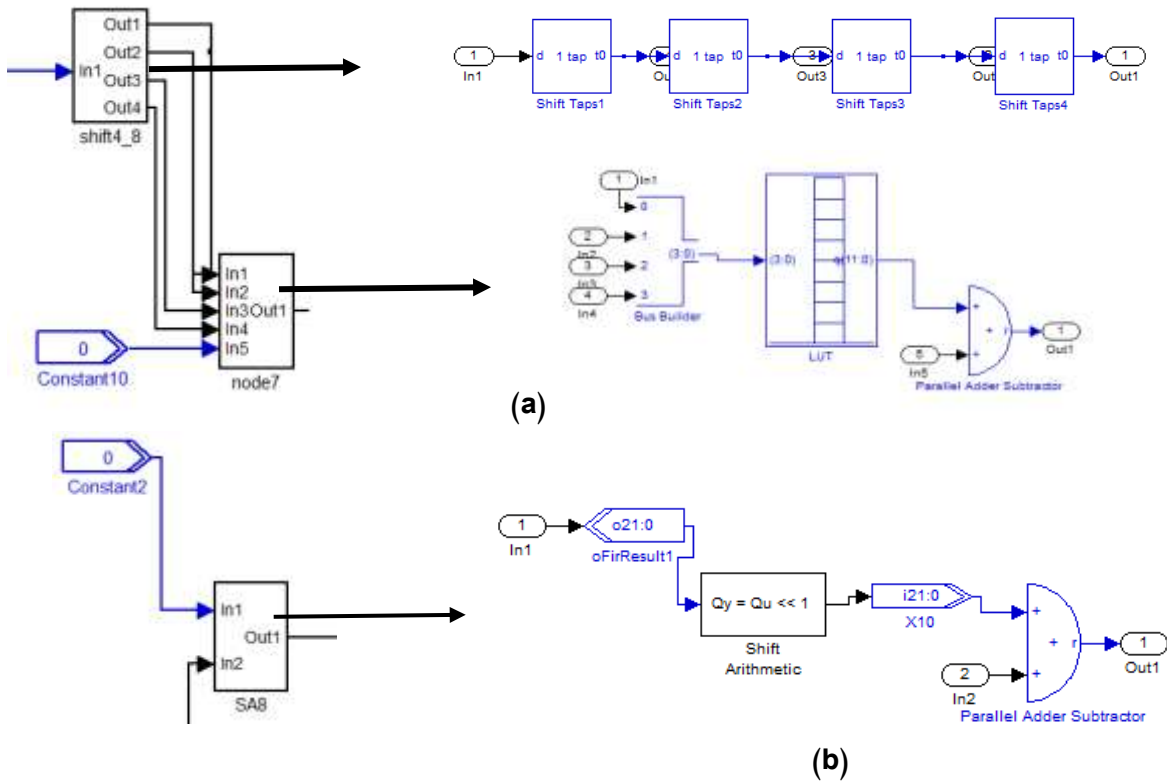 Out1
Out2
In1
Out3
Out4
shift4_8
1
In1
d 1 tap t0
Shift Taps1
d 1 tap t0
Shift Taps2
3
Out3
d 1 tap t0
Shift Taps3
d 1 tap t0
Shift Taps4
1
Out1
In1
In2
In3 Out1
In4
In5
node7
0
Constant10
1
In1
0
2
In2
1
3
In3
2
4
In4
3
(3:0)
Bus Builder
(3:0)
q(11:0)
LUT
+
+ r
+
5
In5
1
Out1
Parallel Adder Subtractor
(a)
0
Constant2
In1
Out1
In2
SA8
1
In1
o21:0
oFirResult1
Qy = Qu << 1
Shift
Arithmetic
i21:0
X10
+
+ r
+
2
In2
1
Out1
Parallel Adder Subtractor
(b)